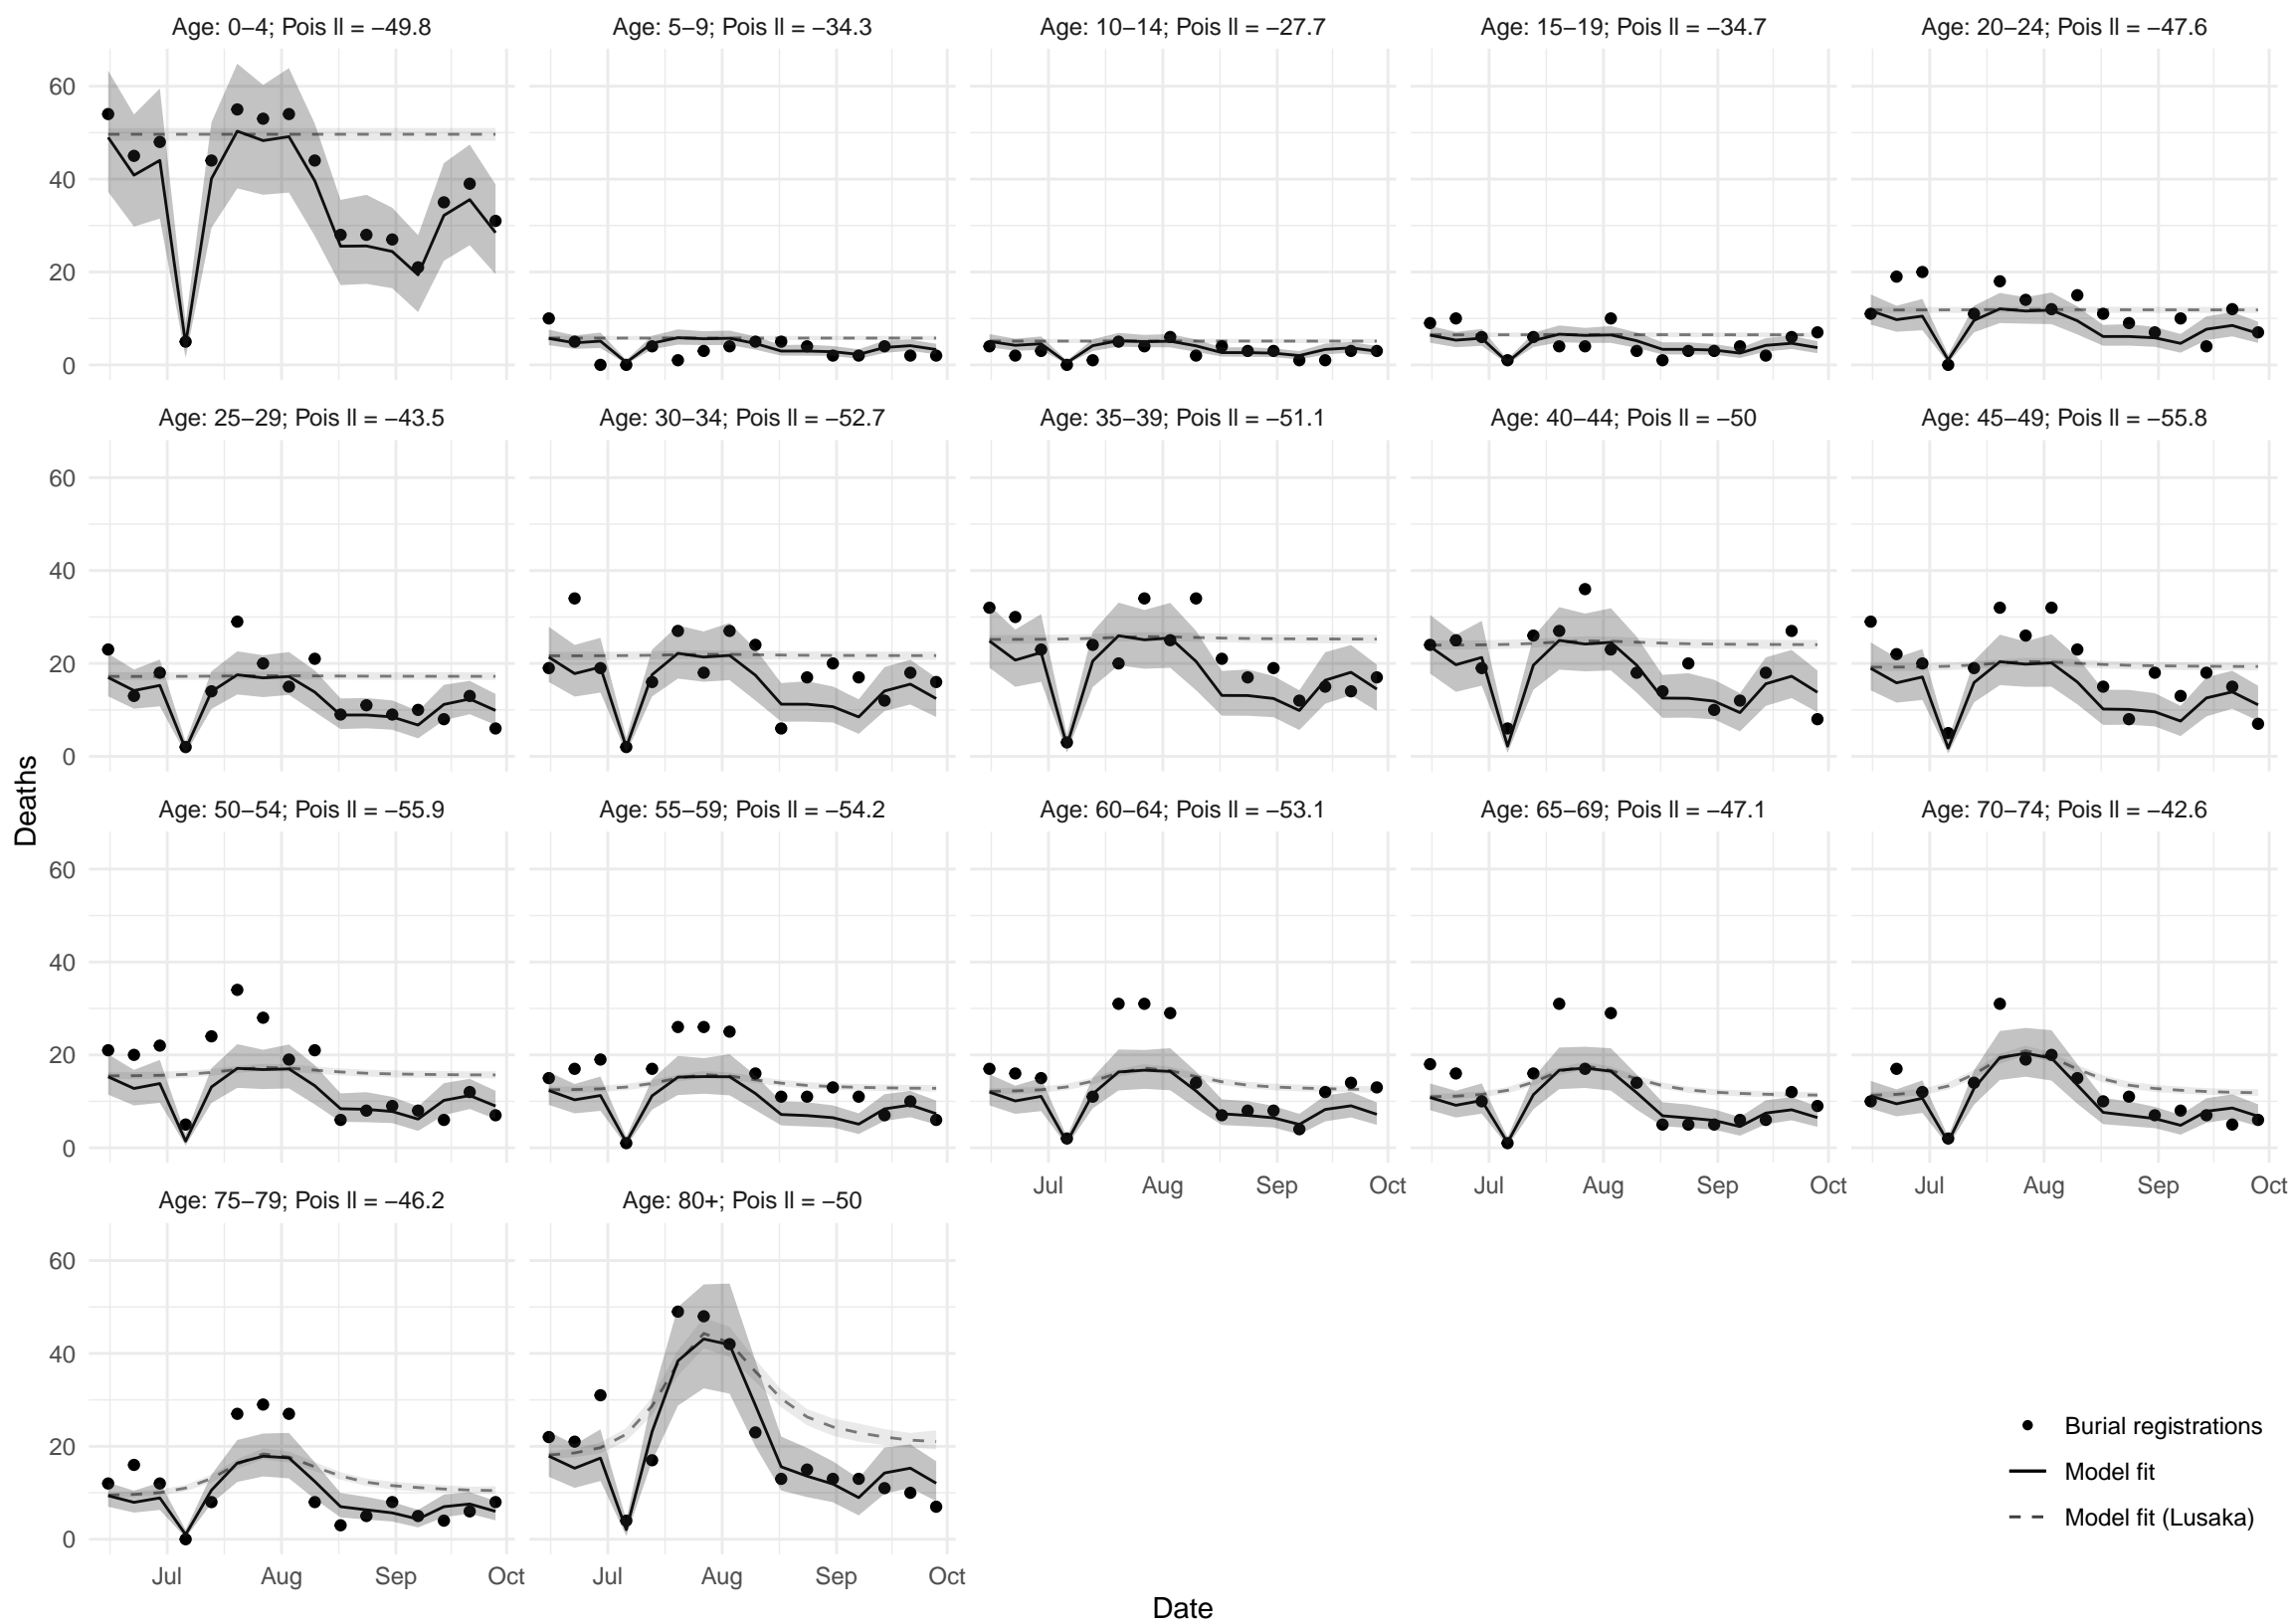 Age: 0−4; Pois ll = −49.8
Age: 5−9; Pois ll = −34.3
Age: 10−14; Pois ll = −27.7
Age: 15−19; Pois ll = −34.7
Age: 20−24; Pois ll = −47.6
60
40
20
0
Age: 25−29; Pois ll = −43.5
Age: 30−34; Pois ll = −52.7
Age: 35−39; Pois ll = −51.1
Age: 40−44; Pois ll = −50
Age: 45−49; Pois ll = −55.8
60
40
20
0
Deaths
Age: 50−54; Pois ll = −55.9
Age: 55−59; Pois ll = −54.2
Age: 60−64; Pois ll = −53.1
Age: 65−69; Pois ll = −47.1
Age: 70−74; Pois ll = −42.6
60
40
20
0
Jul Aug Sep Oct
Jul Aug Sep Oct
Jul Aug Sep Oct
Age: 75−79; Pois ll = −46.2
Age: 80+; Pois ll = −50
60
40
20
0
Jul Aug Sep Oct
Jul Aug Sep Oct
Burial registrations
Model fit
Model fit (Lusaka)
Date